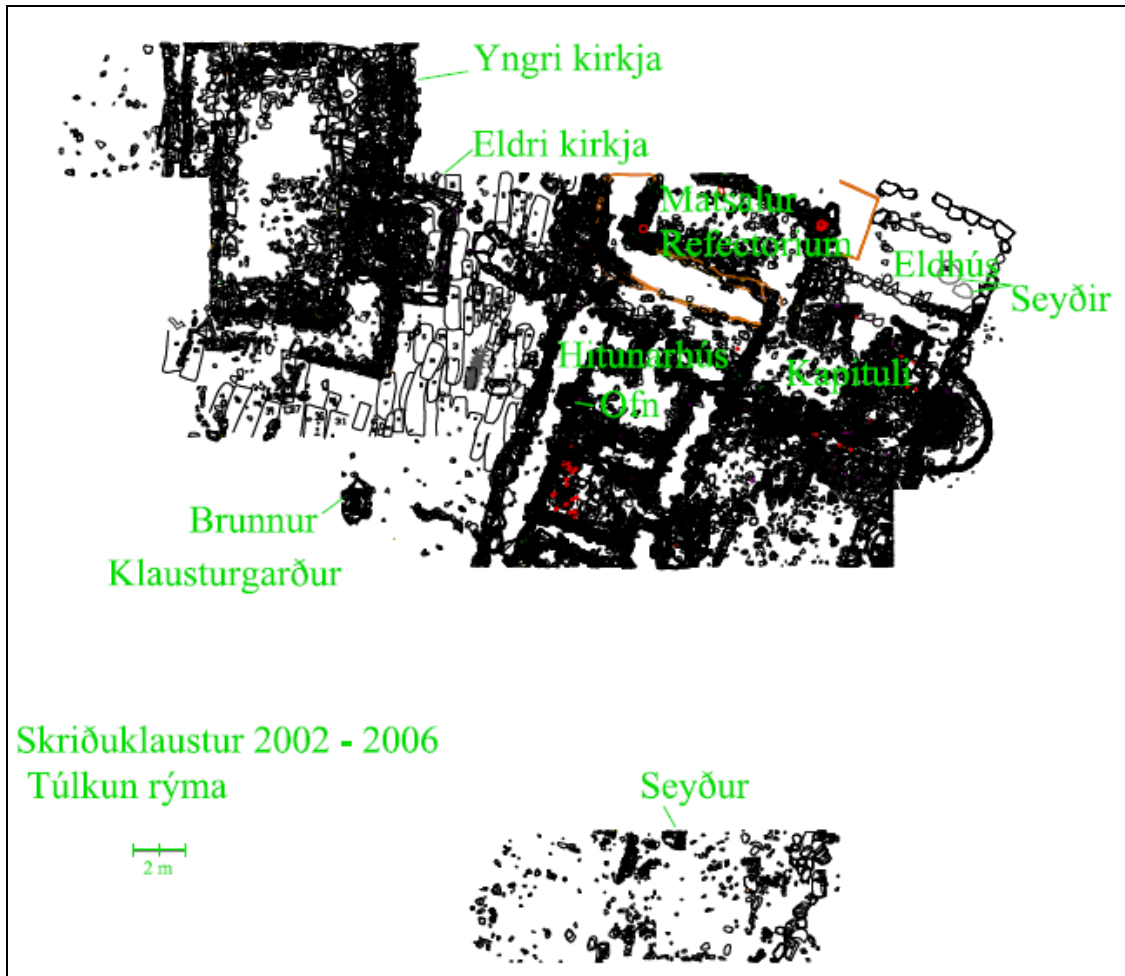 Yngri kirkja
Eldri kirkja
Matsalur
Refectorium
Eldhús
Seyðir
Hitunarhús
Kapituli
Ofn
Brunnur
Klausturgarður
Skriðuklaustur 2002 - 2006
Túlkun rýma
Seyður
2 m